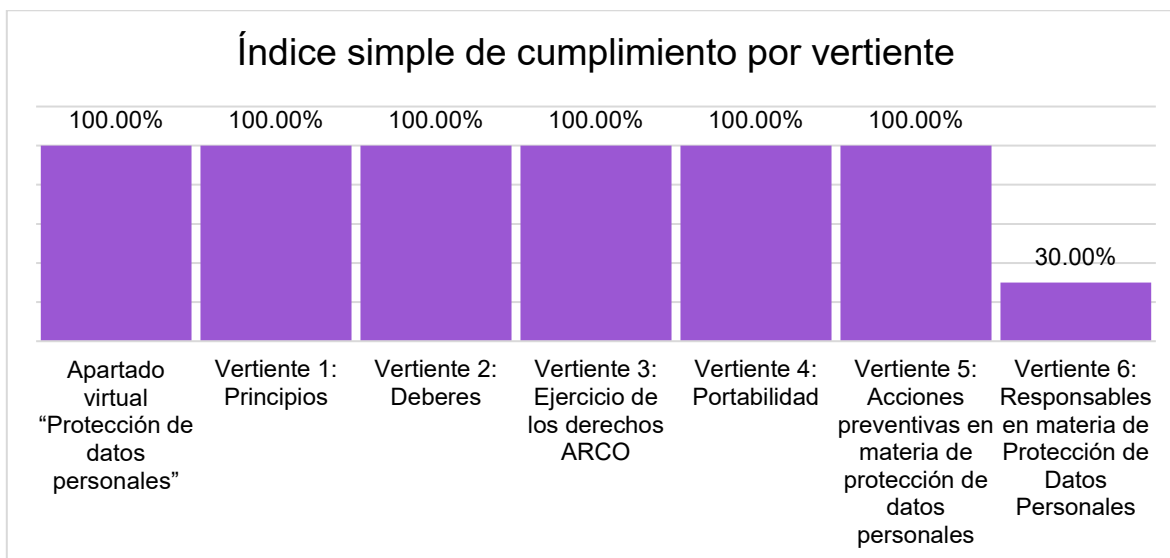 Índice simple de cumplimiento por vertiente
100.00%
100.00%
100.00%
100.00%
100.00%
100.00%
30.00%
Apartado
virtual
“Protección de
datos
personales”
Vertiente 1:
Principios
Vertiente 2:
Deberes
Vertiente 3:
Ejercicio de
los derechos
ARCO
Vertiente 4:
Portabilidad
Vertiente 5:
Acciones
preventivas en
materia de
protección de
datos
personales
Vertiente 6:
Responsables
en materia de
Protección de
Datos
Personales